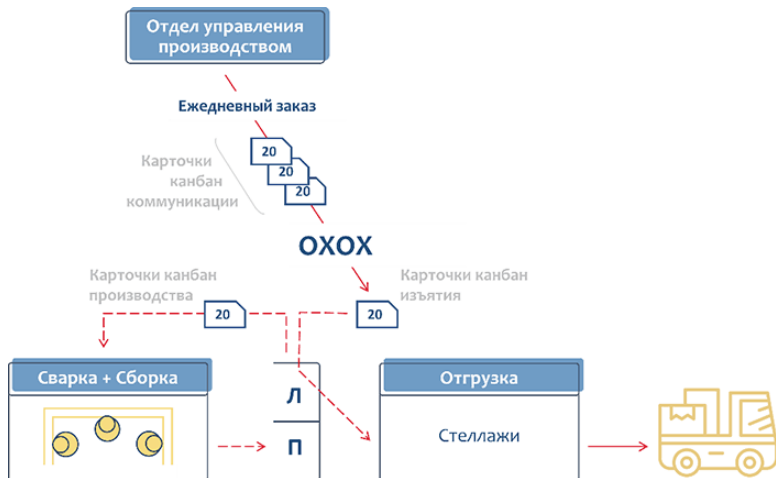 Отдел управления
производством
Ежедневный заказ
20
20
20
Карточки
канбан
коммуникации
OXOX
Карточки канбан
производства
20
Карточки канбан
изъятия
20
Сварка + Сборка
Л
П
Отгрузка
Стеллажи